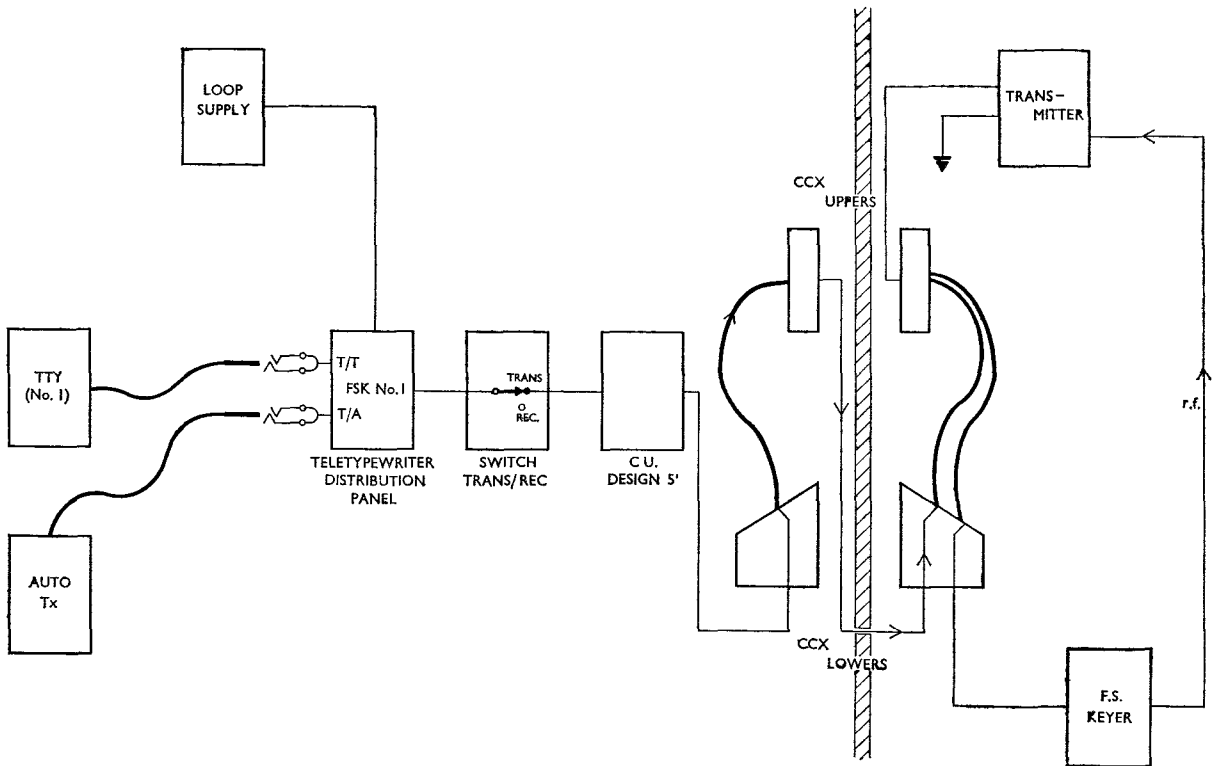 LOOP
SUPPLY
TRANS-
MITTER
CCX
UPPERS
r.f.
TTY
(No. 1)
T/T
FSK No. 1
T/A
TRANS
O
REC.
TELETYPEWRITER
DISTRIBUTION
PANEL
SWITCH
TRANS/REC
C U.
DESIGN 5'
AUTO
Tx
CCX
LOWERS
F.S.
KEYER